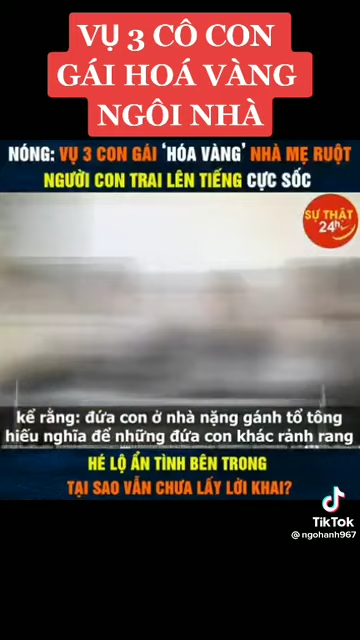 VỤ 3 CÔ CON
GÁI HOÁ VÀNG
NGÔI NHÀ
NÓNG: VỤ 3 CON GÁI ‘HÓA VÀNG’ NHÀ MẸ RUỘT
NGƯỜI CON TRAI LÊN TIẾNG CỰC SỐC
SỰ THẬT
24h
kể rằng: đứa con ở nhà nặng gánh tổ tông
hiếu nghĩa để những đứa con khác rảnh rang
HÉ LỘ ẨN TÌNH BÊN TRONG
TẠI SAO VẪN CHƯA LẤY LỜI KHAI?
TikTok
@ngohanh967